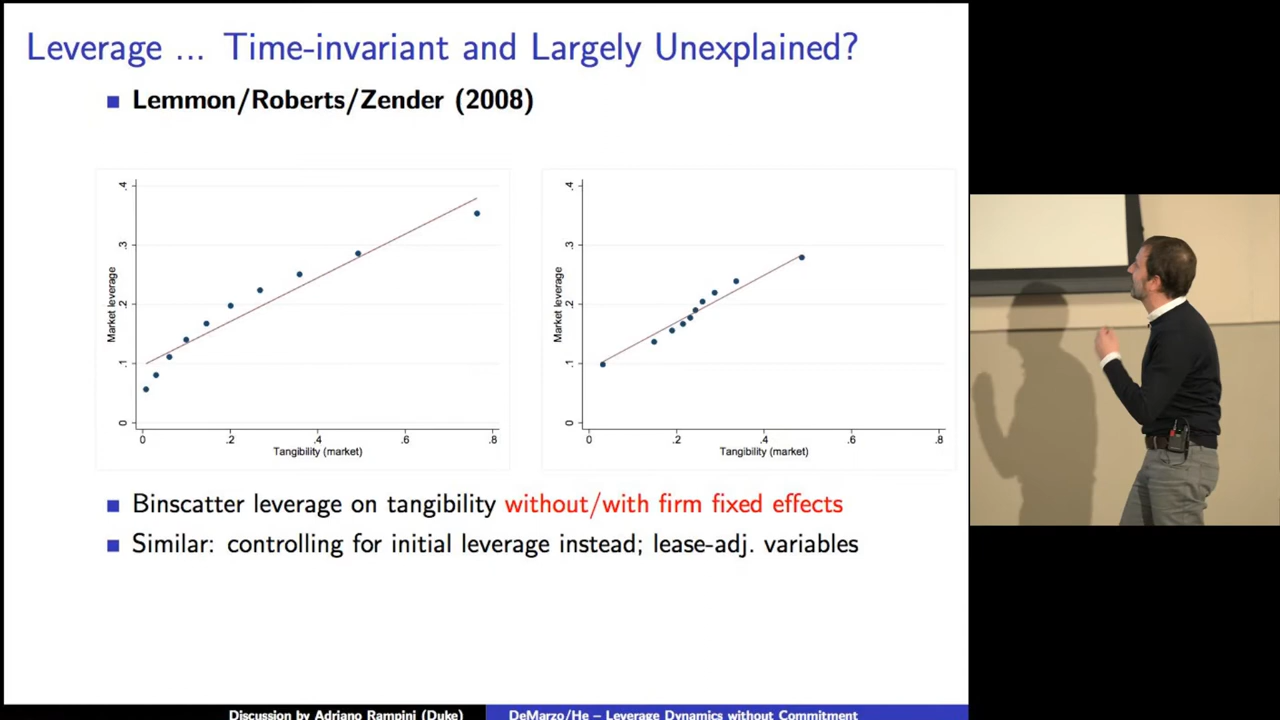 Leverage ... Time-invariant and Largely Unexplained?
Lemmon/Roberts/Zender (2008)
.4
.3
.2
.1
0
Market leverage
0
.2
.4
.6
.8
Tangibility (market)
.4
.3
.2
.1
0
Market leverage
0
.2
.4
.6
.8
Tangibility (market)
Binscatter leverage on tangibility without/with firm fixed effects
Similar: controlling for initial leverage instead; lease-adj. variables
Discussion by Adriano Rampini (Duke)
DeMarzo/He – Leverage Dynamics without Commitment